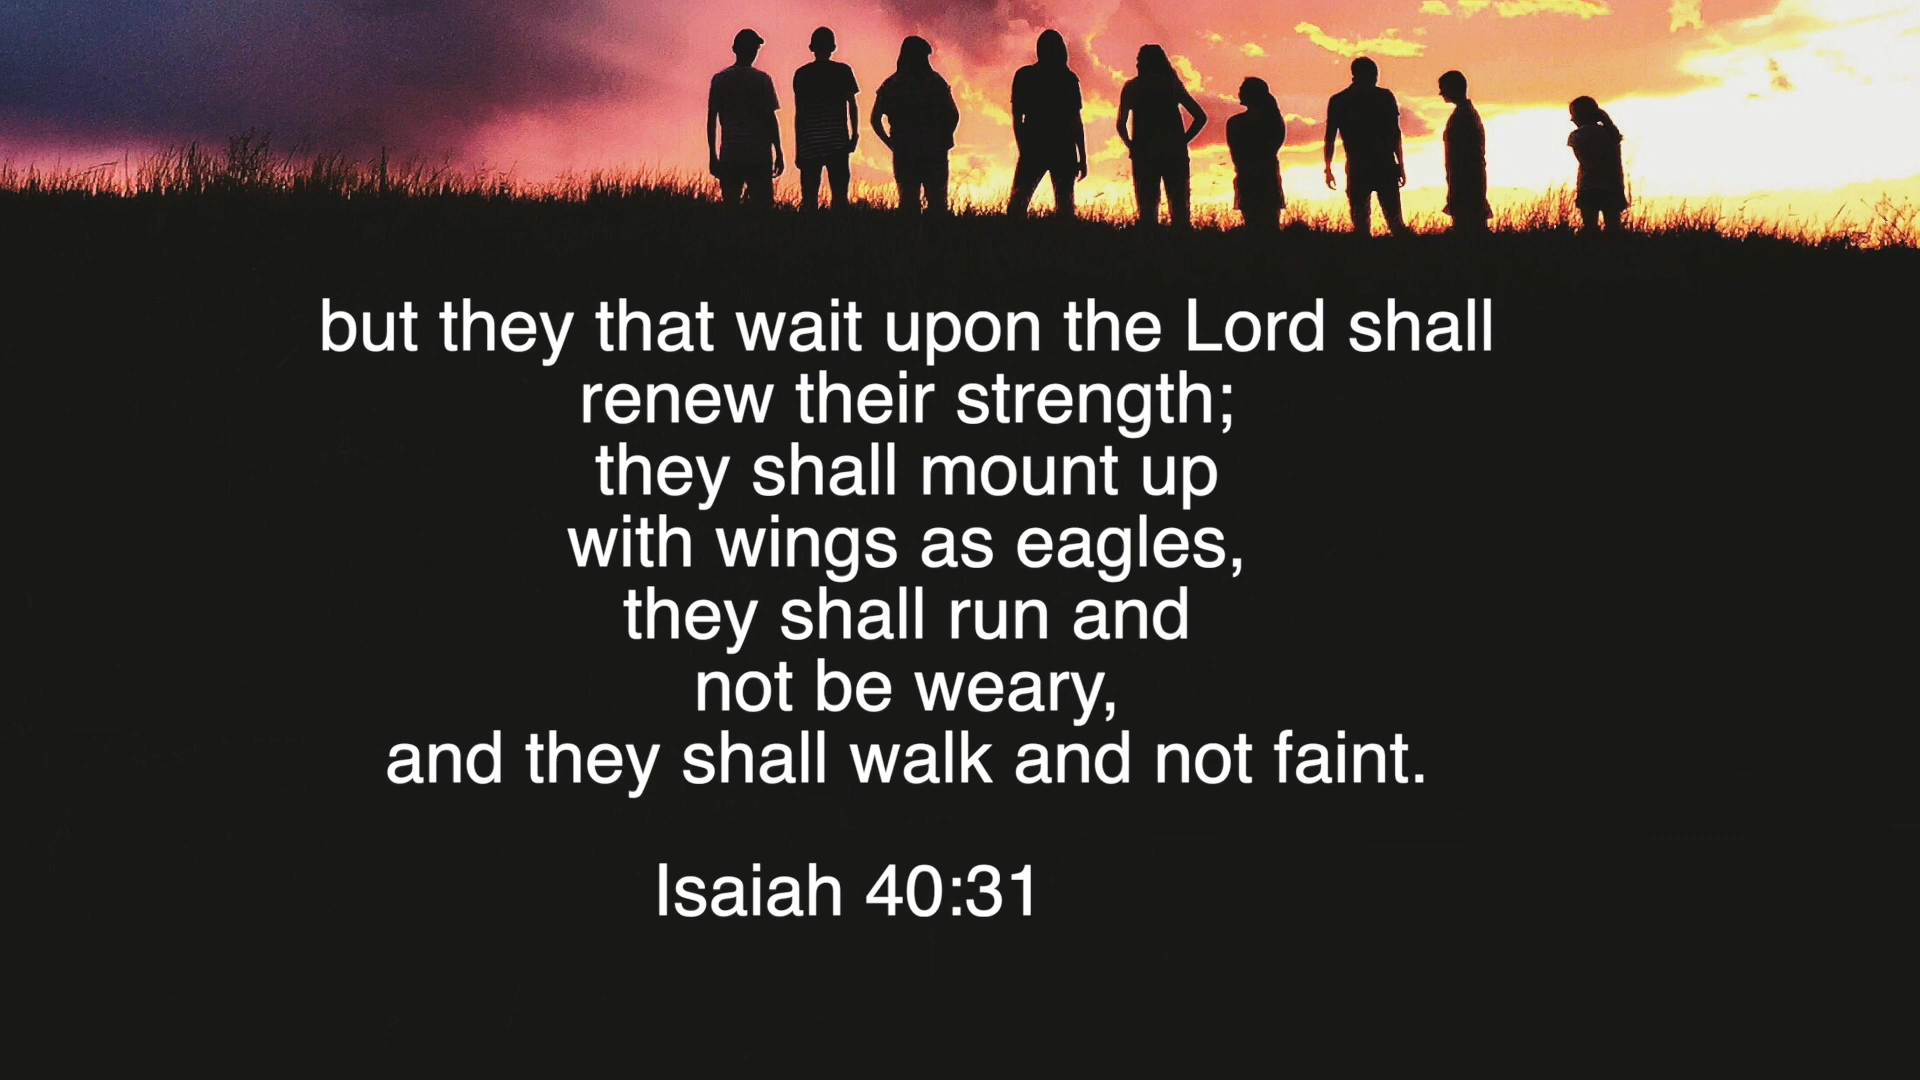 but they that wait upon the Lord shall
renew their strength;
they shall mount up
with wings as eagles,
they shall run and
not be weary,
and they shall walk and not faint.
Isaiah 40:31